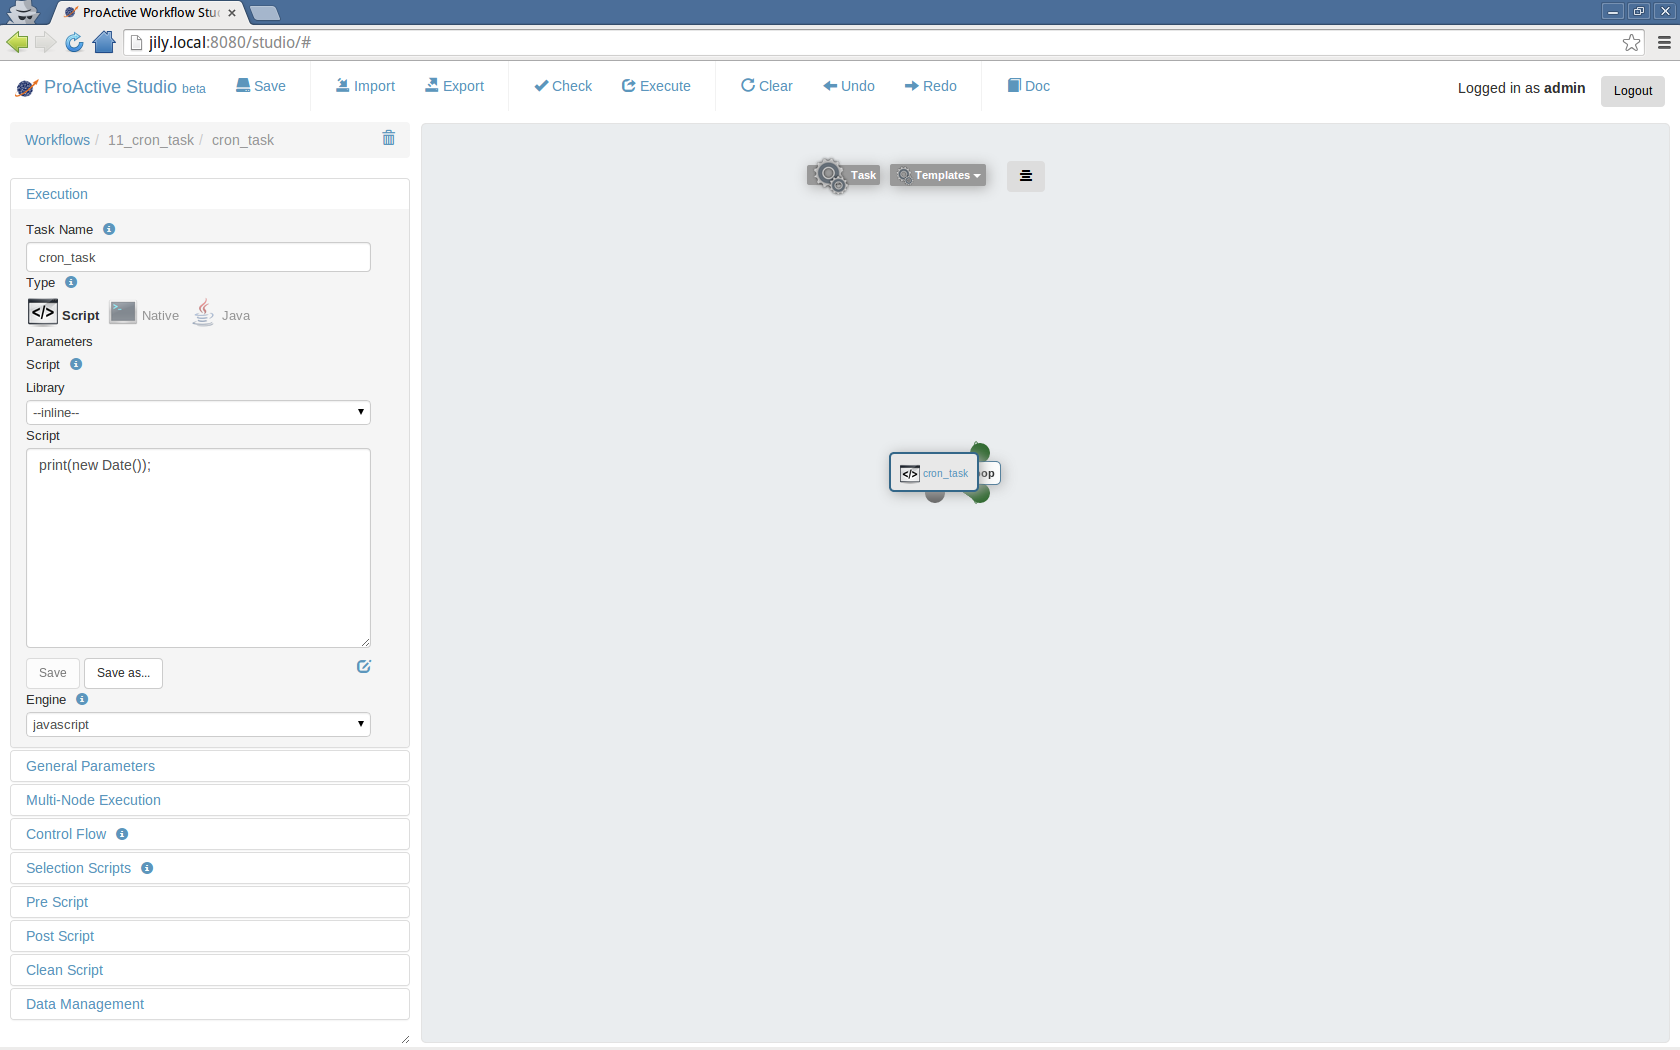 ProActive Workflow Stu
jily.local:8080/studio/#
ProActive Studio beta
Save
Import
Export
Check
Execute
Clear
Undo
Redo
Doc
Logged in as admin
Logout
Workflows / 11_cron_task / cron_task
Task
Templates
Execution
Task Name
cron_task
Type
</> Script
Native
Java
Parameters
Script
Library
--inline--
Script
print(new Date());
</> cron_task
op
Save
Save as...
Engine
javascript
General Parameters
Multi-Node Execution
Control Flow
Selection Scripts
Pre Script
Post Script
Clean Script
Data Management